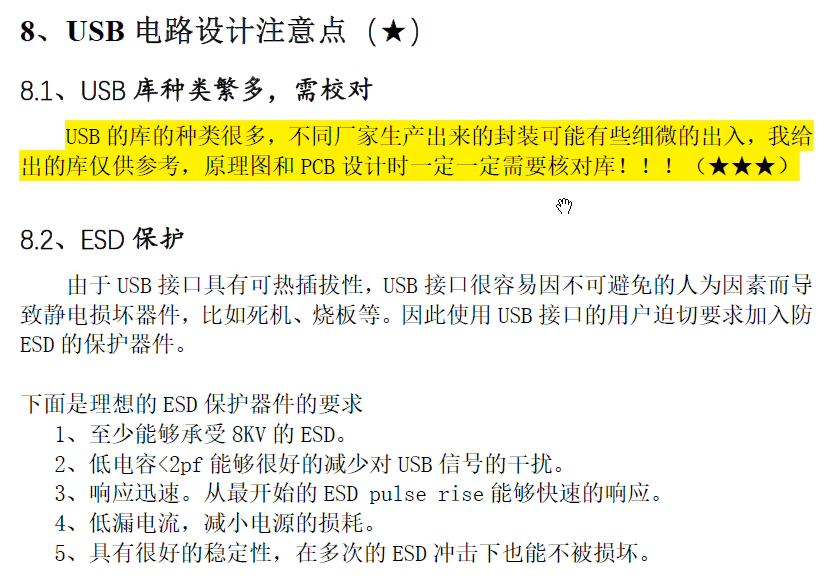 8、USB 电路设计注意点（★）
8.1、USB 库种类繁多，需校对
USB 的库的种类很多，不同厂家生产出来的封装可能有些细微的出入，我给
出的库仅供参考，原理图和 PCB 设计时一定一定需要核对库！！！（★★★）
8.2、ESD 保护
由于 USB 接口具有可热插拔性，USB 接口很容易因不可避免的人为因素而导
致静电损坏器件，比如死机、烧板等。因此使用 USB 接口的用户迫切要求加入防
ESD 的保护器件。
下面是理想的 ESD 保护器件的要求
1、至少能够承受 8KV 的 ESD。
2、低电容<2pf 能够很好的减少对 USB 信号的干扰。
3、响应迅速。从最开始的 ESD pulse rise 能够快速的响应。
4、低漏电流，减小电源的损耗。
5、具有很好的稳定性，在多次的 ESD 冲击下也能不被损坏。